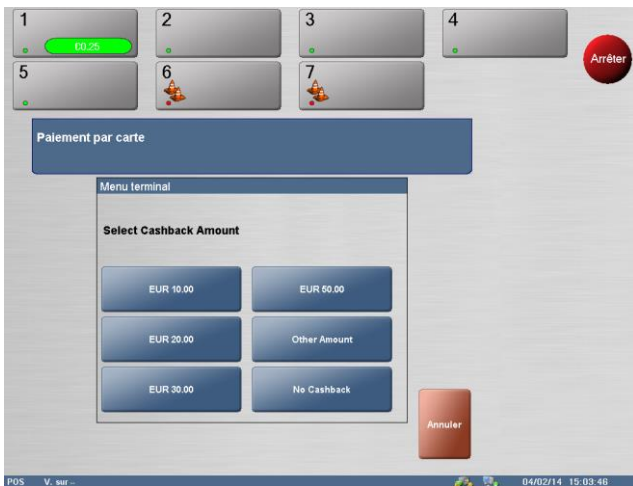 1
2
3
4
€0.25
Arrêter
5
6
7
Paiement par carte
Menu terminal
Select Cashback Amount
EUR 10.00
EUR 50.00
EUR 20.00
Other Amount
EUR 30.00
No Cashback
Annuler
POS V. sur – 04/02/14 15:03:46